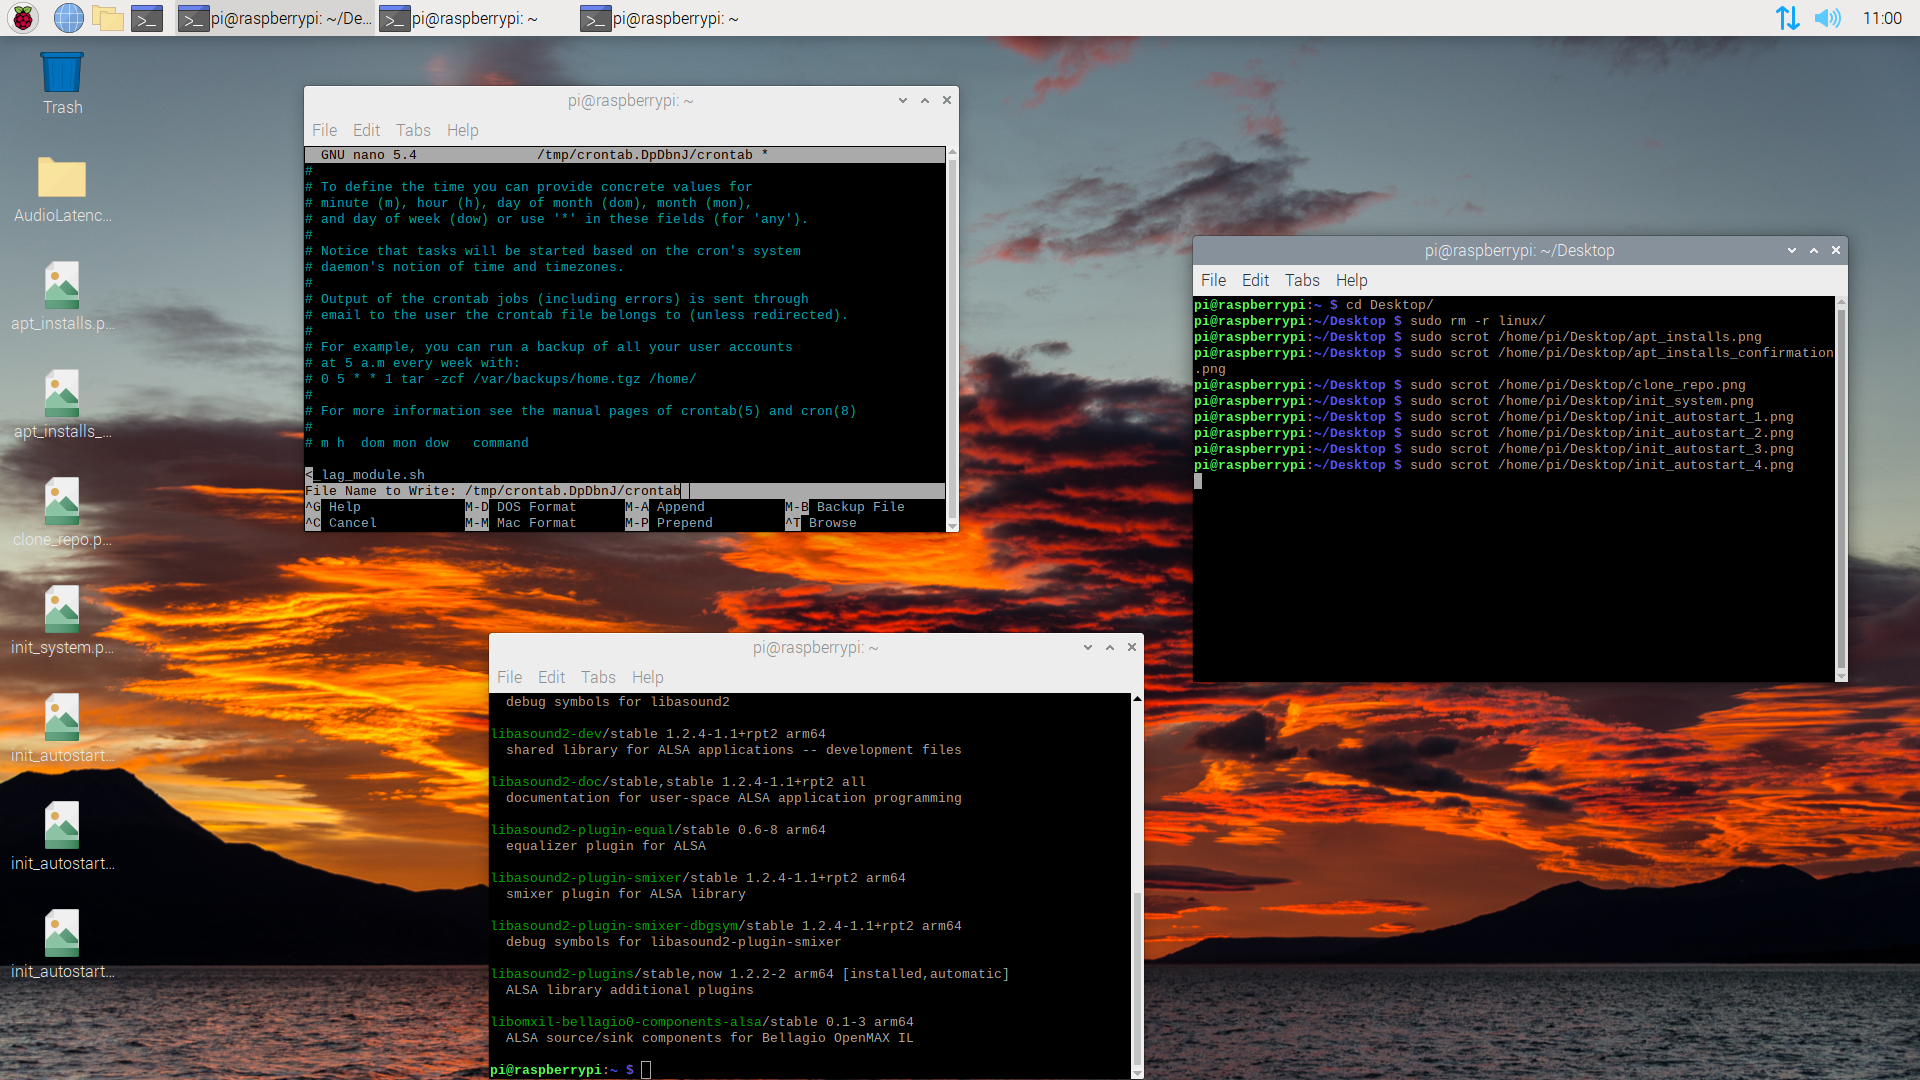 pi@raspberrypi: ~/De...
pi@raspberrypi: ~
pi@raspberrypi: ~
11:00
Trash
AudioLatenc...
apt_installs.p...
apt_installs_...
clone_repo.p...
init_system.p...
init_autostart...
init_autostart...
init_autostart...
pi@raspberrypi: ~
File Edit Tabs Help
GNU nano 5.4 /tmp/crontab.DpDbnJ/crontab *
#
# To define the time you can provide concrete values for
# minute (m), hour (h), day of month (dom), month (mon),
# and day of week (dow) or use '*' in these fields (for 'any').
#
# Notice that tasks will be started based on the cron's system
# daemon's notion of time and timezones.
#
# Output of the crontab jobs (including errors) is sent through
# email to the user the crontab file belongs to (unless redirected).
#
# For example, you can run a backup of all your user accounts
# at 5 a.m every week with:
# 0 5 * * 1 tar -zcf /var/backups/home.tgz /home/
#
# For more information see the manual pages of crontab(5) and cron(8)
#
# m h  dom mon dow   command
<_lag_module.sh
File Name to Write: /tmp/crontab.DpDbnJ/crontab
^G Help M-D DOS Format M-A Append M-B Backup File
^C Cancel M-M Mac Format M-P Prepend ^T Browse
pi@raspberrypi: ~/Desktop
File Edit Tabs Help
pi@raspberrypi:~ $ cd Desktop/
pi@raspberrypi:~/Desktop $ sudo rm -r linux/
pi@raspberrypi:~/Desktop $ sudo scrot /home/pi/Desktop/apt_installs.png
pi@raspberrypi:~/Desktop $ sudo scrot /home/pi/Desktop/apt_installs_confirmation
.png
pi@raspberrypi:~/Desktop $ sudo scrot /home/pi/Desktop/clone_repo.png
pi@raspberrypi:~/Desktop $ sudo scrot /home/pi/Desktop/init_system.png
pi@raspberrypi:~/Desktop $ sudo scrot /home/pi/Desktop/init_autostart_1.png
pi@raspberrypi:~/Desktop $ sudo scrot /home/pi/Desktop/init_autostart_2.png
pi@raspberrypi:~/Desktop $ sudo scrot /home/pi/Desktop/init_autostart_3.png
pi@raspberrypi:~/Desktop $ sudo scrot /home/pi/Desktop/init_autostart_4.png
pi@raspberrypi: ~
File Edit Tabs Help
debug symbols for libasound2
libasound2-dev/stable 1.2.4-1.1+rpt2 arm64
shared library for ALSA applications -- development files
libasound2-doc/stable,stable 1.2.4-1.1+rpt2 all
documentation for user-space ALSA application programming
libasound2-plugin-equal/stable 0.6-8 arm64
equalizer plugin for ALSA
libasound2-plugin-smixer/stable 1.2.4-1.1+rpt2 arm64
smixer plugin for ALSA library
libasound2-plugin-smixer-dbgsym/stable 1.2.4-1.1+rpt2 arm64
debug symbols for libasound2-plugin-smixer
libasound2-plugins/stable,now 1.2.2-2 arm64 [installed,automatic]
ALSA library additional plugins
libomxil-bellagio0-components-alsa/stable 0.1-3 arm64
ALSA source/sink components for Bellagio OpenMAX IL
pi@raspberrypi:~ $